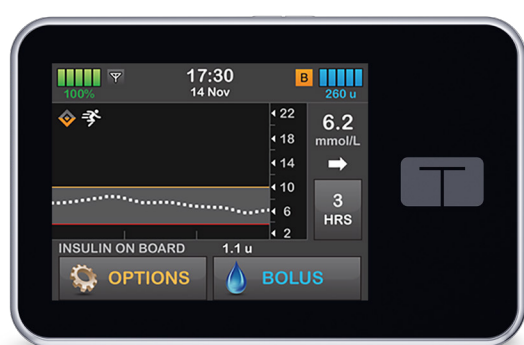 17:30
14 Nov
100%
B
260 u
22
18
14
10
6
2
6.2
mmol/L
3
HRS
INSULIN ON BOARD 1.1 u
OPTIONS
BOLUS